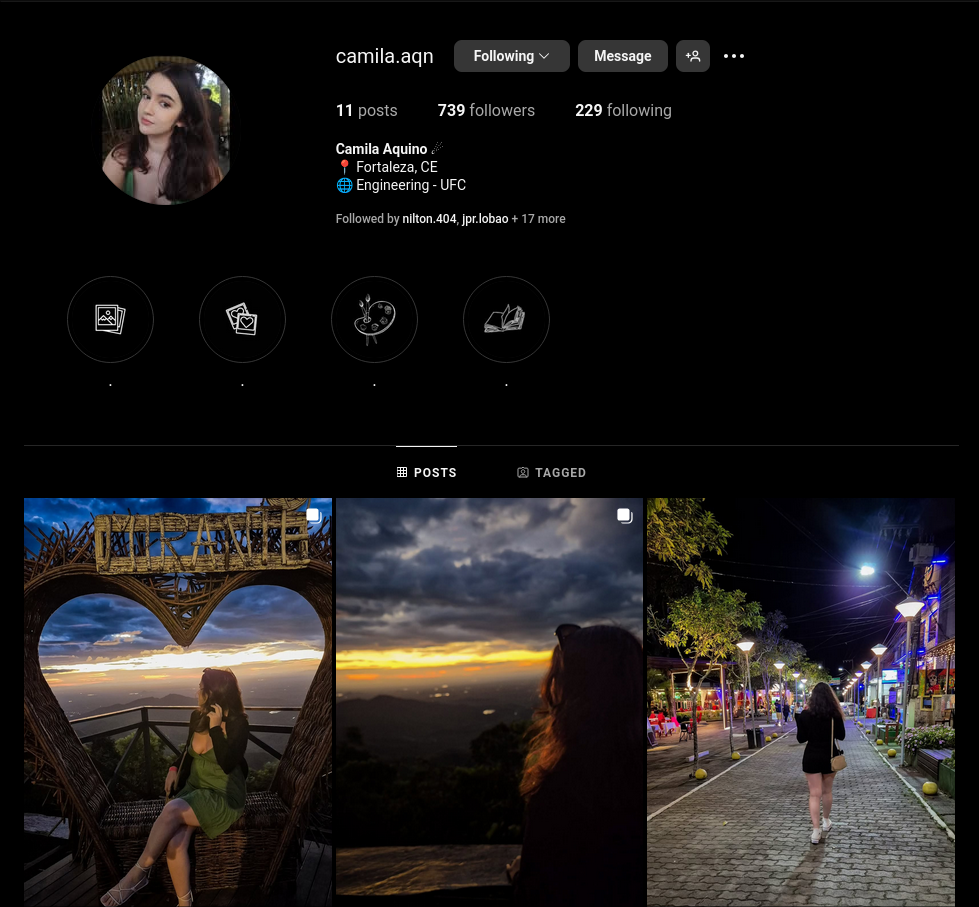 camila.aqn Following Message
11 posts 739 followers 229 following
Camila Aquino ☄
📍 Fortaleza, CE
🌐 Engineering - UFC
Followed by nilton.404, jpr.lobao + 17 more
. . . .
POSTS TAGGED